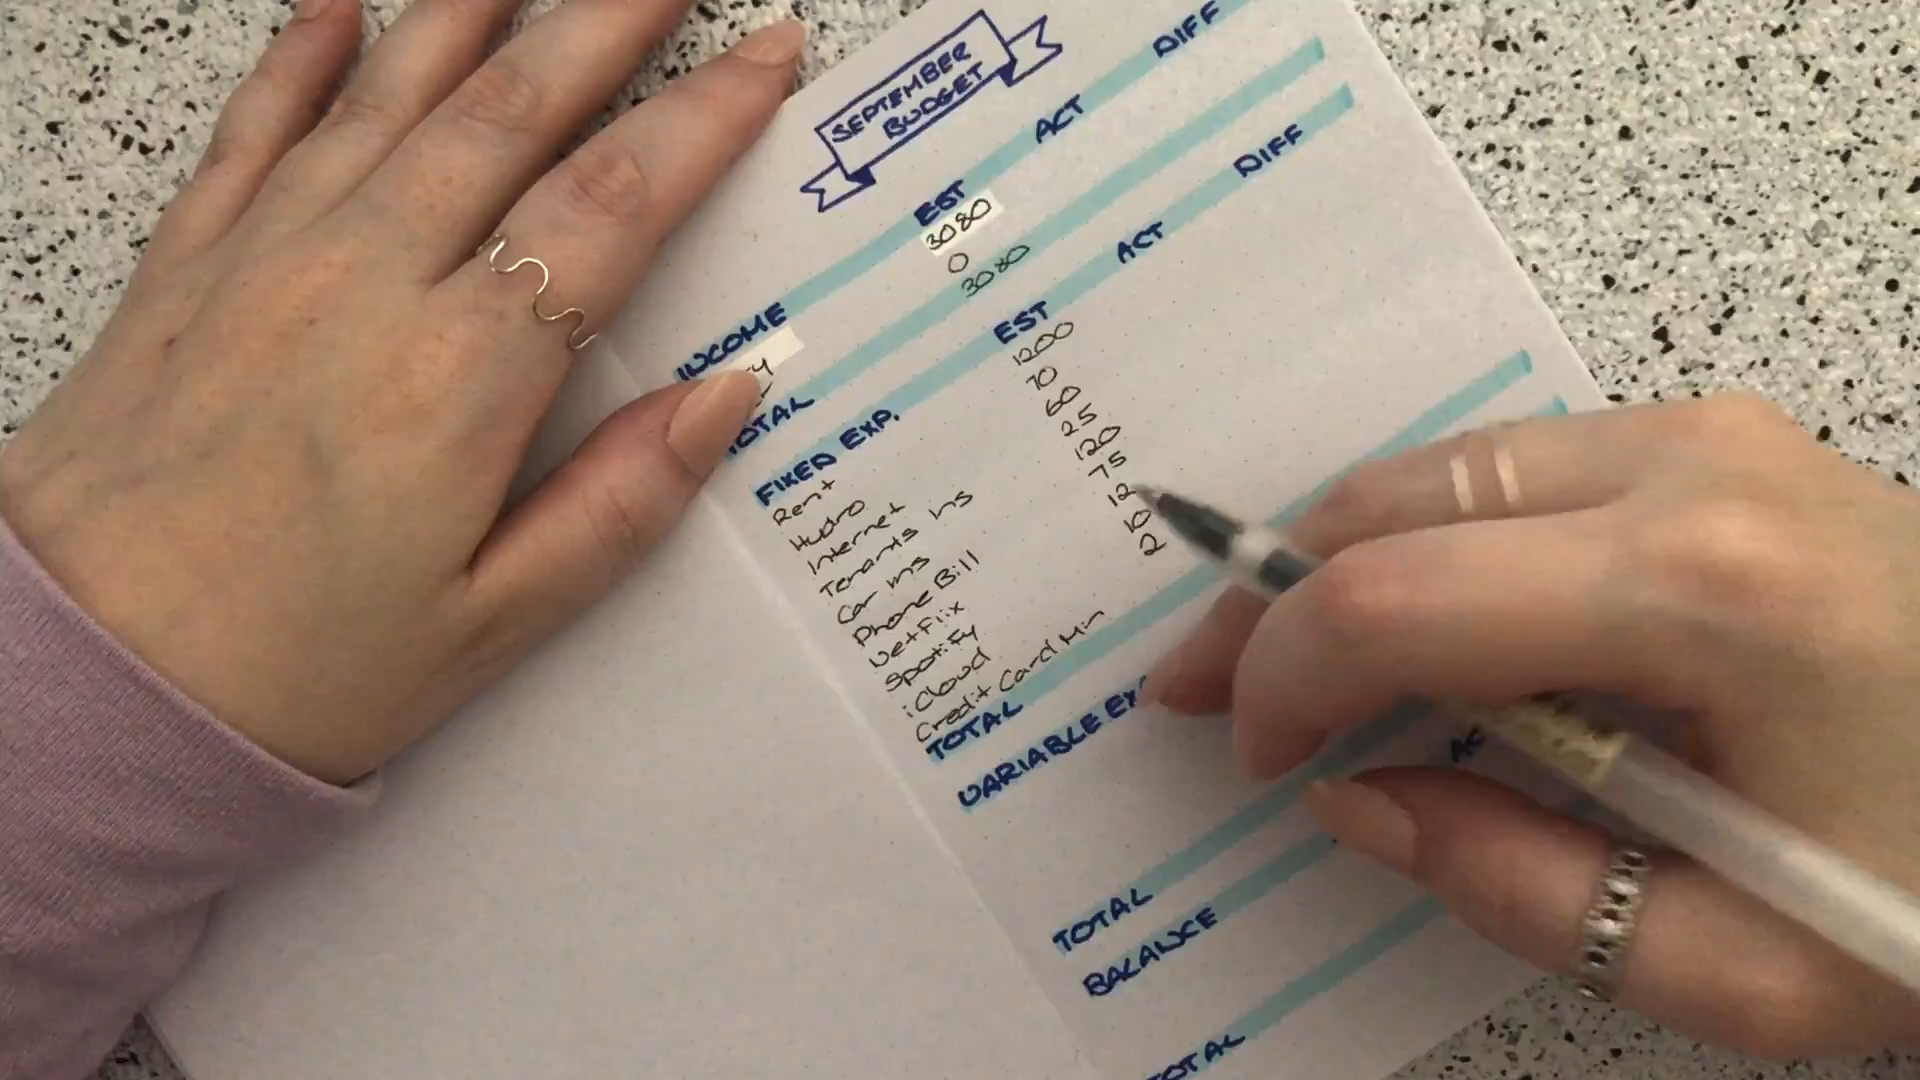 SEPTEMBER
BUDGET
INCOME EST ACT DIFF
3080
0
TOTAL 3080
FIXED EXP. EST ACT DIFF
Rent 1200
Hydro 70
Internet 60
Tenants ins 25
Car ins 120
Phone Bill 75
Netflix 12
Spotify 10
iCloud 2
Credit Card Min
TOTAL
VARIABLE
TOTAL
BALANCE
TOTAL